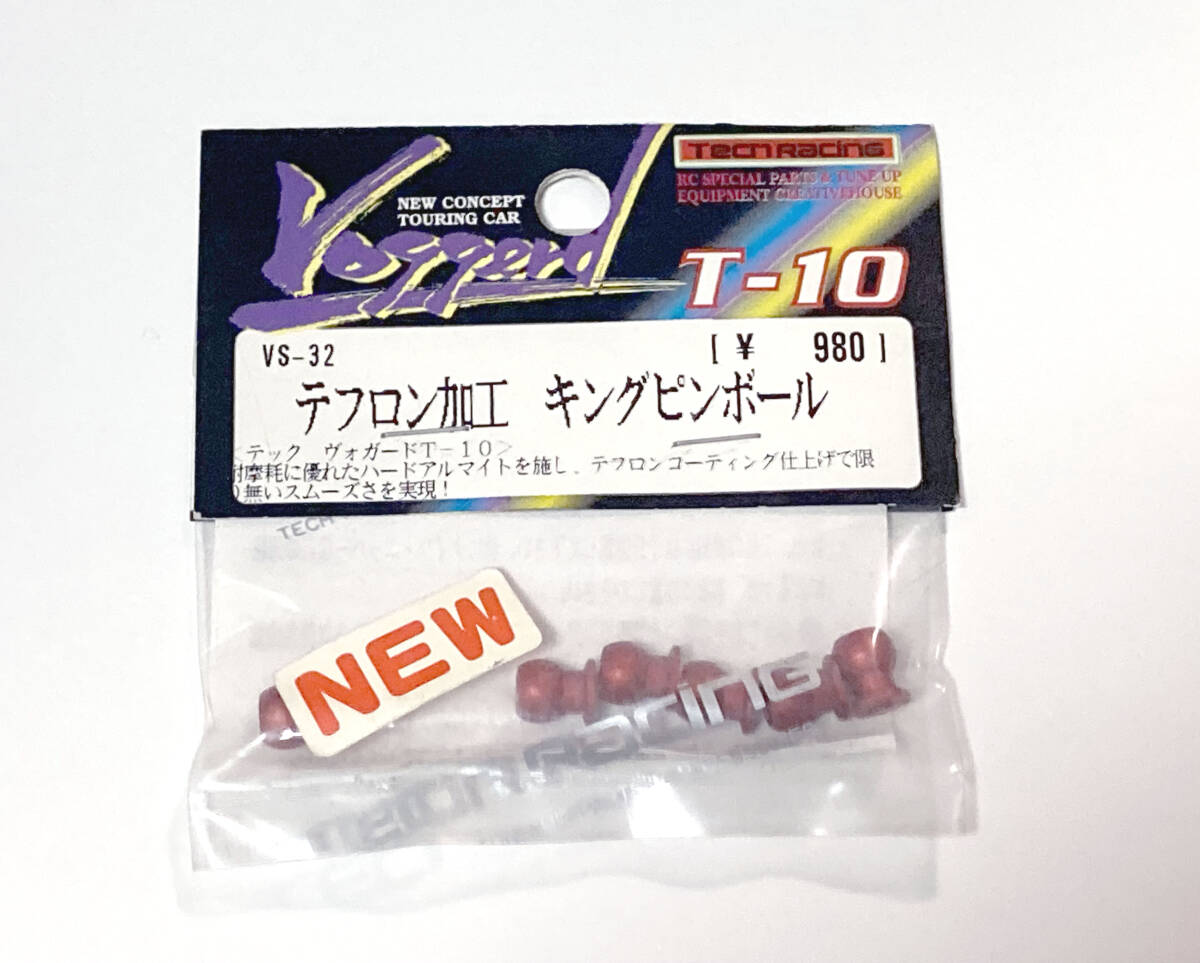 Tech Racing
RC SPECIAL PARTS & TUNE UP
EQUIPMENT CREATIVEHOUSE
NEW CONCEPT
TOURING CAR
Voggerd
T-10
VS-32 [ ¥ 980 ]
テフロン加工 キングピンボール
テック ヴォガードT-10>
耐摩耗に優れたハードアルマイトを施し、テフロンコーティング仕上げで限
り無いスムーズさを実現!
TECH
NEW
TECH RACING